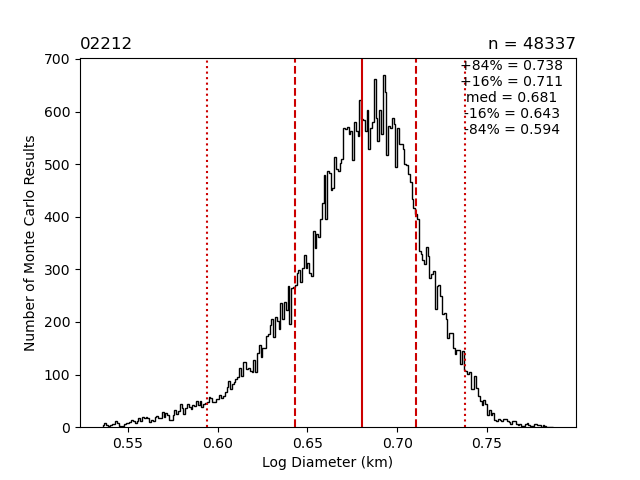 02212
n = 48337
+84% = 0.738
+16% = 0.711
med = 0.681
-16% = 0.643
-84% = 0.594
700
600
500
400
300
200
100
0
Number of Monte Carlo Results
0.55 0.60 0.65 0.70 0.75
Log Diameter (km)